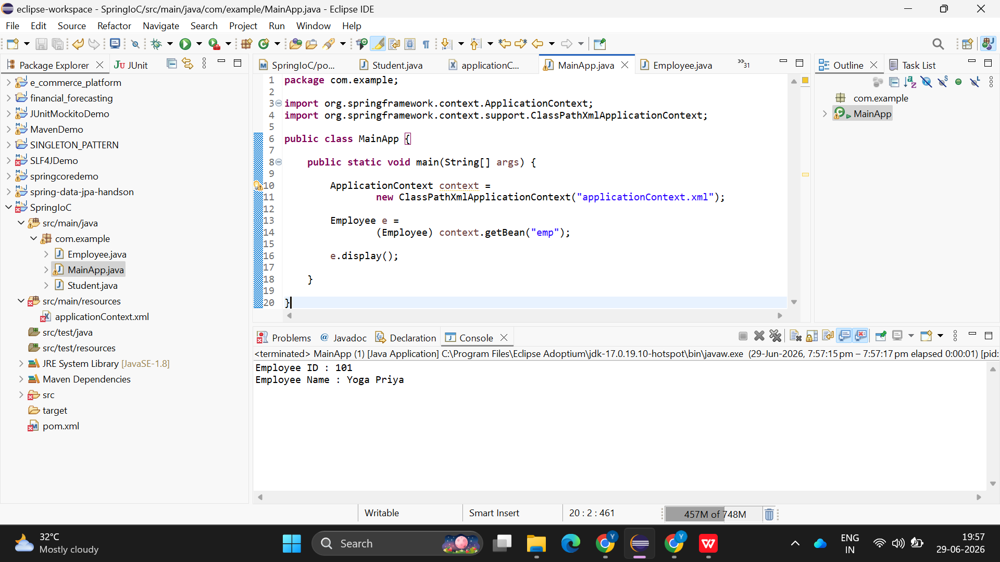 eclipse-workspace - SpringIoC/src/main/java/com/example/MainApp.java - Eclipse IDE
File Edit Source Refactor Navigate Search Project Run Window Help
Package Explorer
JUnit
e_commerce_platform
financial_forecasting
JUnitMockitoDemo
MavenDemo
SINGLETON_PATTERN
SLF4JDemo
springcoredemo
spring-data-jpa-handson
SpringIoC
src/main/java
com.example
Employee.java
MainApp.java
Student.java
src/main/resources
applicationContext.xml
src/test/java
src/test/resources
JRE System Library [JavaSE-1.8]
Maven Dependencies
src
target
pom.xml
SpringIoC/po... Student.java applicationC... MainApp.java Employee.java »31
1 package com.example;
2
3 import org.springframework.context.ApplicationContext;
4 import org.springframework.context.support.ClassPathXmlApplicationContext;
5
6 public class MainApp {
7
8 public static void main(String[] args) {
9
10 ApplicationContext context =
11 new ClassPathXmlApplicationContext("applicationContext.xml");
12
13 Employee e =
14 (Employee) context.getBean("emp");
15
16 e.display();
17
18 }
19
20 }
Outline Task List
com.example
MainApp
Problems @ Javadoc Declaration Console
<terminated> MainApp (1) [Java Application] C:\Program Files\Eclipse Adoptium\jdk-17.0.19.10-hotspot\bin\javaw.exe (29-Jun-2026, 7:57:15 pm – 7:57:17 pm elapsed 0:00:01) [pid:
Employee ID : 101
Employee Name : Yoga Priya
Writable Smart Insert 20 : 2 : 461 457M of 748M
32°C
Mostly cloudy
Search
ENG
IN
19:57
29-06-2026